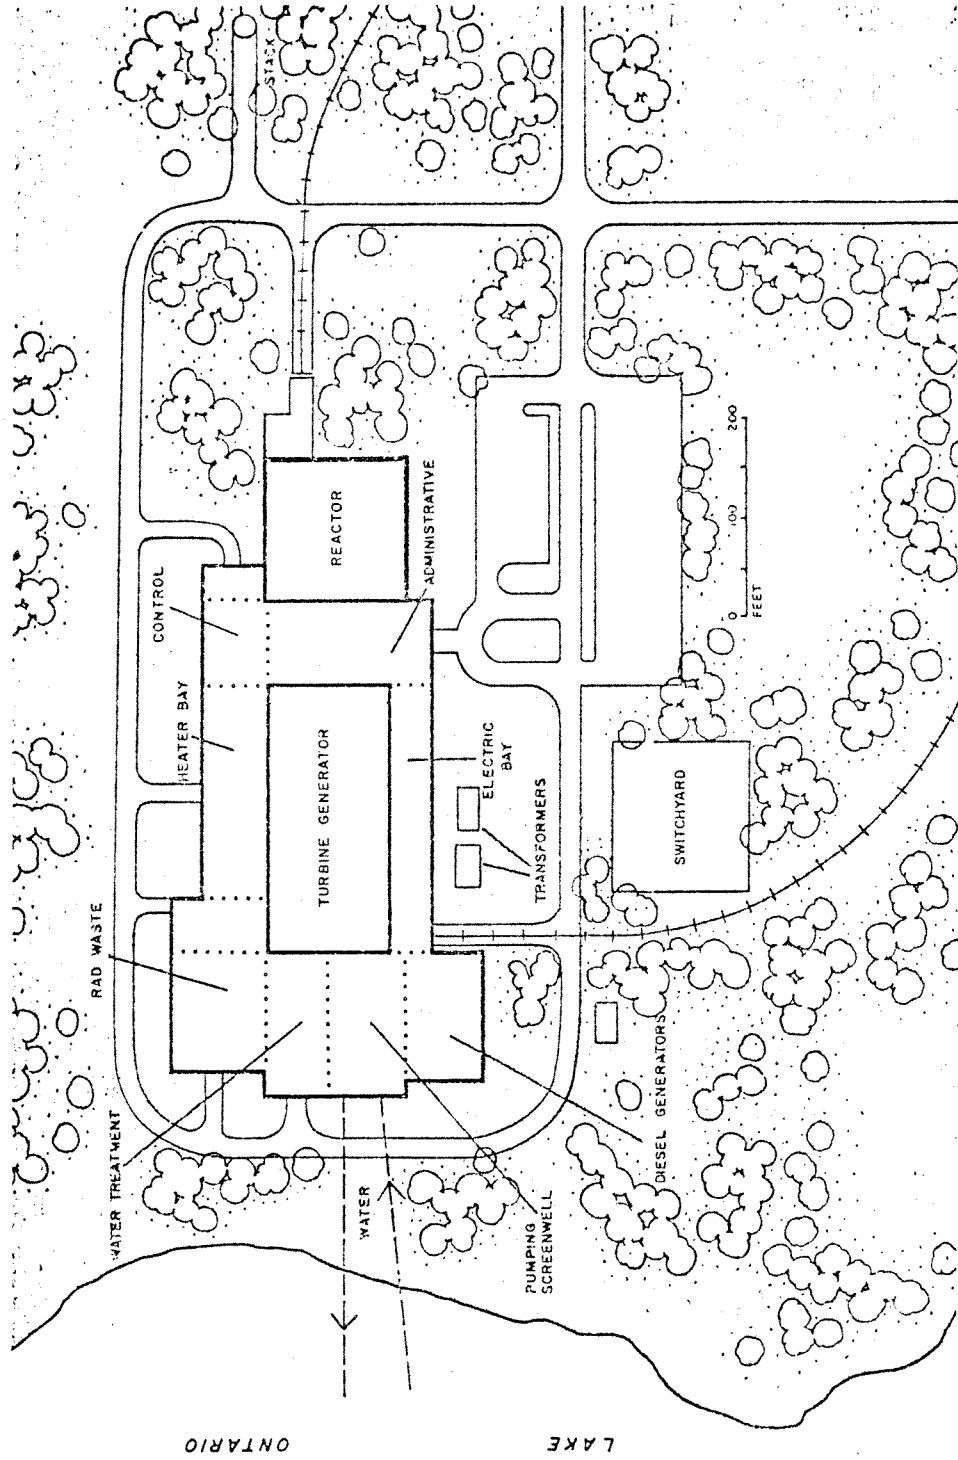 STACK
CONTROL
HEATER BAY
REACTOR
ADMINISTRATIVE
TURBINE GENERATOR
ELECTRIC
BAY
TRANSFORMERS
SWITCHYARD
RAD WASTE
WATER TREATMENT
WATER
PUMPING
SCREENWELL
DIESEL GENERATORS
0 100 200
FEET
LAKE ONTARIO